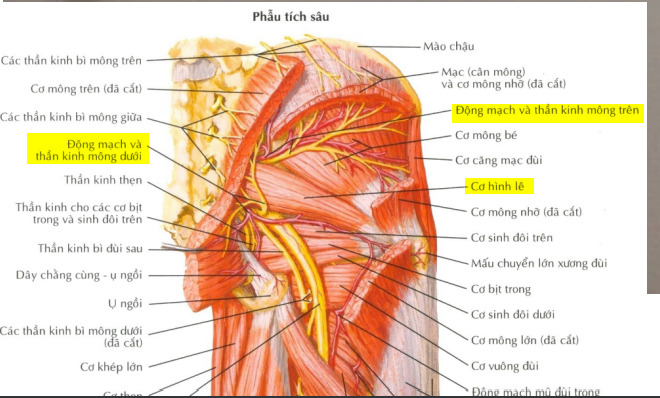 Phẫu tích sâu
Các thần kinh bì mông trên
Cơ mông trên (đã cắt)
Các thần kinh bì mông giữa
Động mạch và
thần kinh mông dưới
Thần kinh thẹn
Thần kinh cho các cơ bịt
trong và sinh đôi trên
Thần kinh bì đùi sau
Dây chằng cùng - ụ ngồi
Ụ ngồi
Các thần kinh bì mông dưới
(đã cắt)
Cơ khép lớn
Cơ thon
Mào chậu
Mạc (cân mông)
và cơ mông nhỡ (đã cắt)
Động mạch và thần kinh mông trên
Cơ mông bé
Cơ căng mạc đùi
Cơ hình lê
Cơ mông nhỡ (đã cắt)
Cơ sinh đôi trên
Mấu chuyển lớn xương đùi
Cơ bịt trong
Cơ sinh đôi dưới
Cơ mông lớn (đã cắt)
Cơ vuông đùi
Động mạch mũ đùi trong